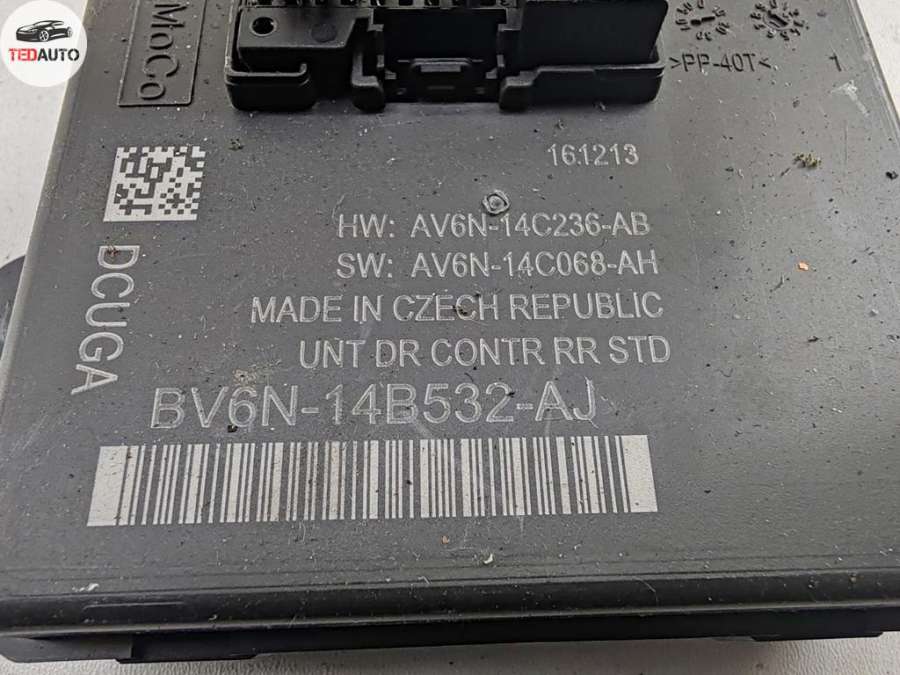 TEDAUTO
MoCo
>PP-40T<
1
161213
HW: AV6N-14C236-AB
SW: AV6N-14C068-AH
MADE IN CZECH REPUBLIC
UNT DR CONTR RR STD
DCUGA
BV6N-14B532-AJ